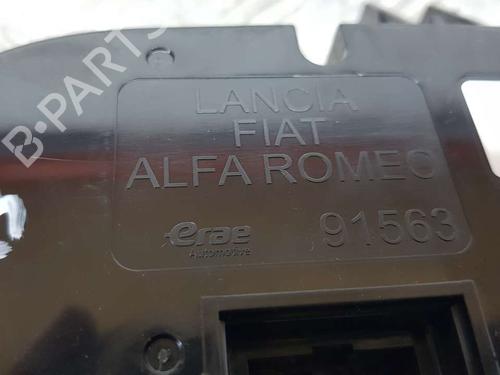 B-PARTS
LANCIA
FIAT
ALFA ROMEO
erae
Automotive
91563